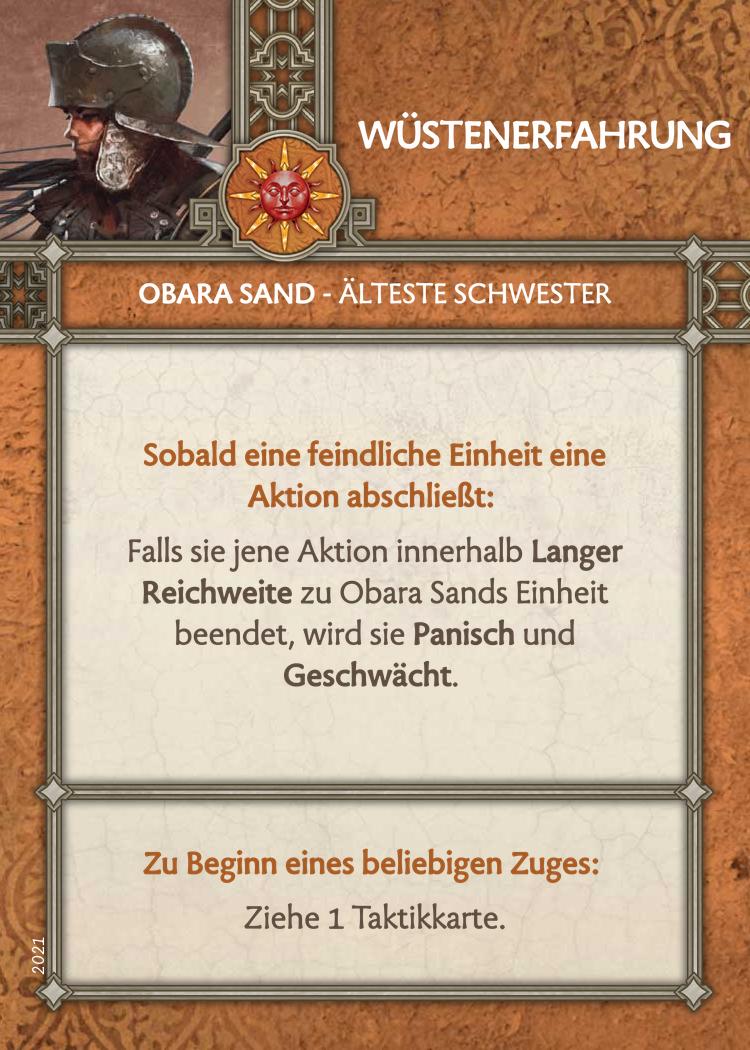 WÜSTENERFAHRUNG
OBARA SAND - ÄLTESTE SCHWESTER
Sobald eine feindliche Einheit eine
Aktion abschließt:
Falls sie jene Aktion innerhalb Langer
Reichweite zu Obara Sands Einheit
beendet, wird sie Panisch und
Geschwächt.
Zu Beginn eines beliebigen Zuges:
Ziehe 1 Taktikkarte.
2021